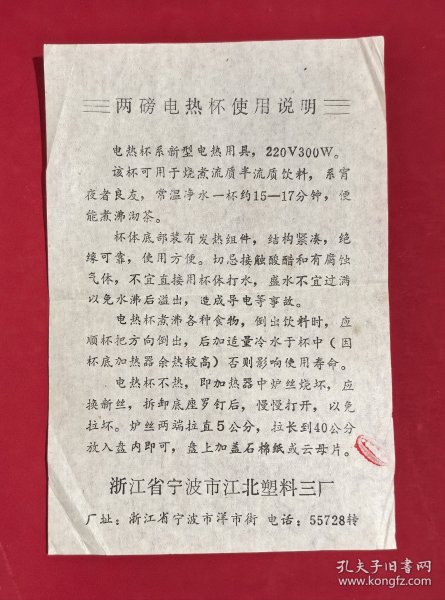 两磅电热杯使用说明
电热杯系新型电热用具，220V300W。
该杯可用于烧煮流质半流质饮料，系宵
夜者良友，常温净水一杯约15—17分钟，便
能煮沸沏茶。
杯体底部装有发热组件，结构紧凑，绝
缘可靠，使用方便。切忌接触酸醋和有腐蚀
气体，不宜直接用杯体打水，盛水不宜过满
以免水沸后溢出，造成导电等事故。
电热杯煮沸各种食物，倒出饮料时，应
顺杯把方向倒出，后加适量冷水于杯中（因
杯底加热器余热较高）否则影响使用寿命。
电热杯不热，即加热器中炉丝烧坏，应
换新丝，拆卸底座罗钉后，慢慢打开，以免
拉坏。炉丝两端拉直5公分，拉长到40公分
放入盘内即可，盘上加盖石棉纸或云母片。
浙江省宁波市江北塑料三厂
厂址：浙江省宁波市洋市街 电话：55728转
孔夫子旧书网
www.kongfz.com